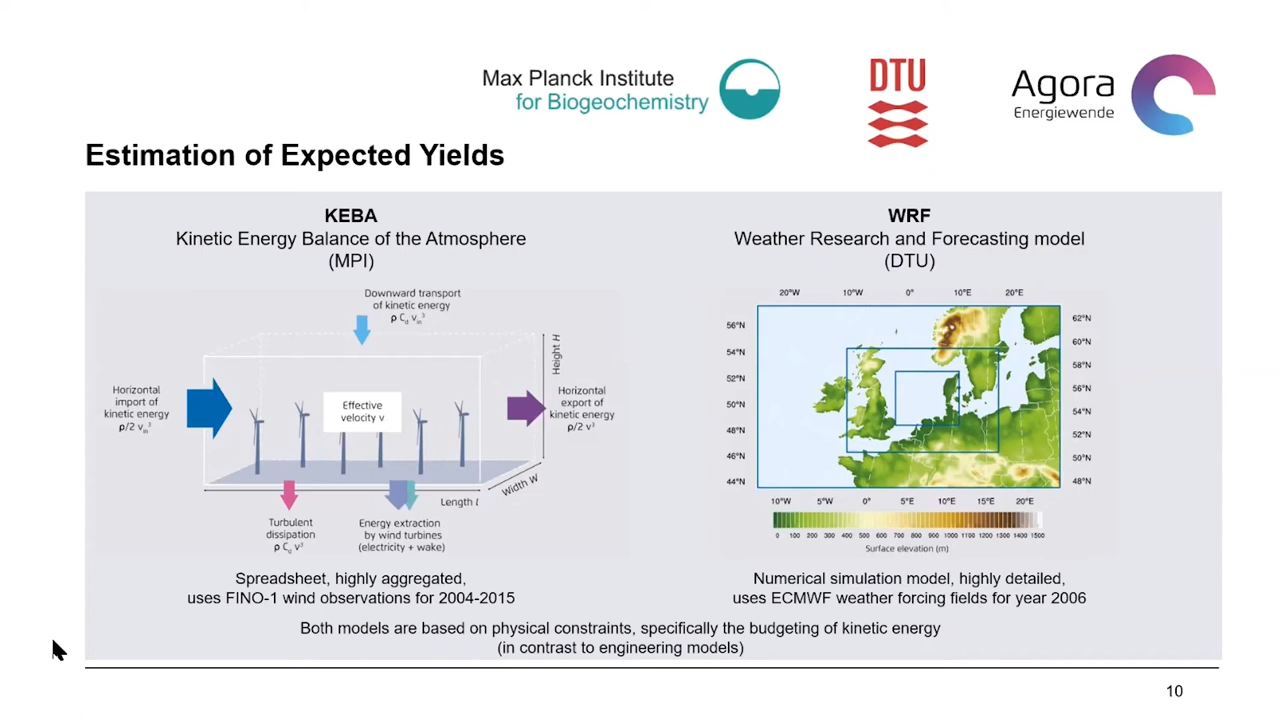 Max Planck Institute
for Biogeochemistry
DTU
Agora
Energiewende
Estimation of Expected Yields
KEBA
Kinetic Energy Balance of the Atmosphere
(MPI)
Downward transport
of kinetic energy
ρ C_d v_in³
Horizontal
import of
kinetic energy
ρ/2 v_in³
Effective
velocity v
Height H
Horizontal
export of
kinetic energy
ρ/2 v³
Width W
Length l
Turbulent
dissipation
ρ C_d v³
Energy extraction
by wind turbines
(electricity + wake)
Spreadsheet, highly aggregated,
uses FINO-1 wind observations for 2004-2015
WRF
Weather Research and Forecasting model
(DTU)
20°W 10°W 0° 10°E 20°E
56°N
54°N
52°N
50°N
48°N
46°N
44°N
62°N
60°N
58°N
56°N
54°N
52°N
50°N
48°N
10°W 5°W 0° 5°E 10°E 15°E 20°E
0 100 200 300 400 500 600 700 800 900 1000 1100 1200 1300 1400 1500
Surface elevation (m)
Numerical simulation model, highly detailed,
uses ECMWF weather forcing fields for year 2006
Both models are based on physical constraints, specifically the budgeting of kinetic energy
(in contrast to engineering models)
10